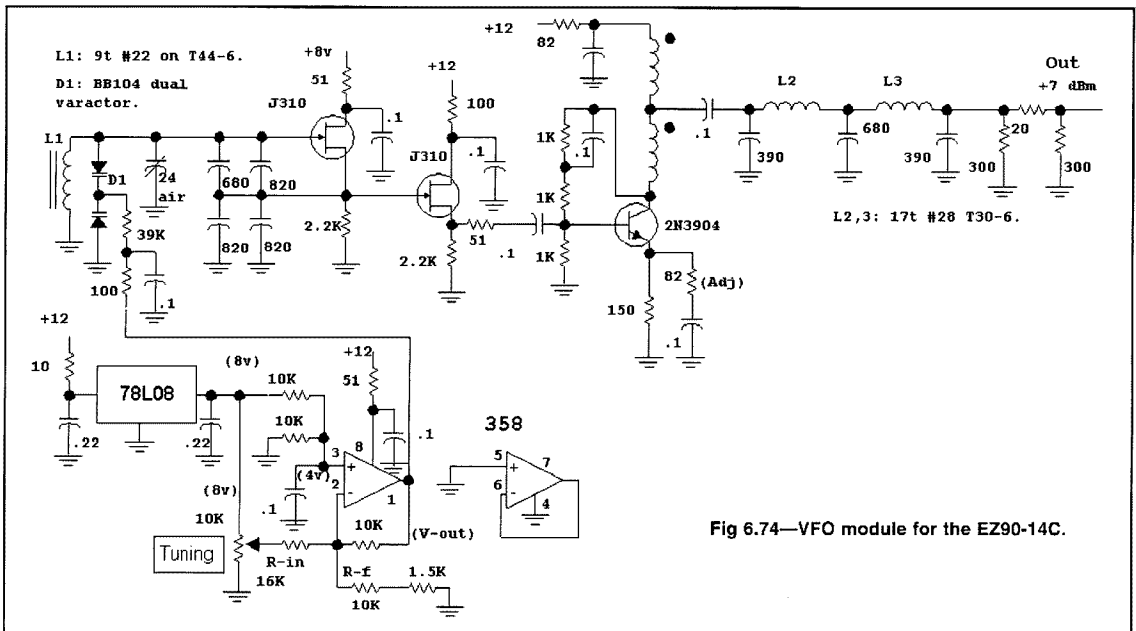 L1: 9t #22 on T44-6.
D1: BB104 dual
varactor.
+8v
51
J310
.1
+12
100
J310
.1
+12
82
1K
.1
1K
1K
L1
D1
24
air
680
820
820
820
2.2K
39K
100
.1
2.2K
51
.1
2N3904
82
(Adj)
150
.1
.1
390
L2
680
L3
390
300
20
300
Out
+7 dBm
L2,3: 17t #28 T30-6.
+12
10
78L08
.22
.22
(8v)
10K
10K
+12
51
.1
3
8
+
(4v)
2
-
1
.1
(8v)
10K
Tuning
R-in
16K
10K
(V-out)
R-f
10K
1.5K
358
5
+
7
6
-
4
Fig 6.74—VFO module for the EZ90-14C.